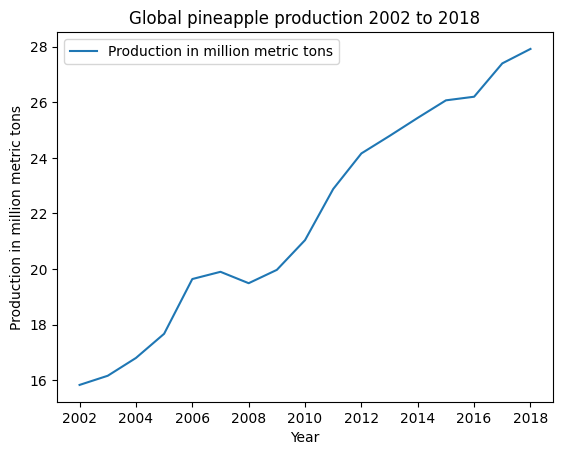 Global pineapple production 2002 to 2018
Production in million metric tons
Production in million metric tons
28
26
24
22
20
18
16
2002 2004 2006 2008 2010 2012 2014 2016 2018
Year